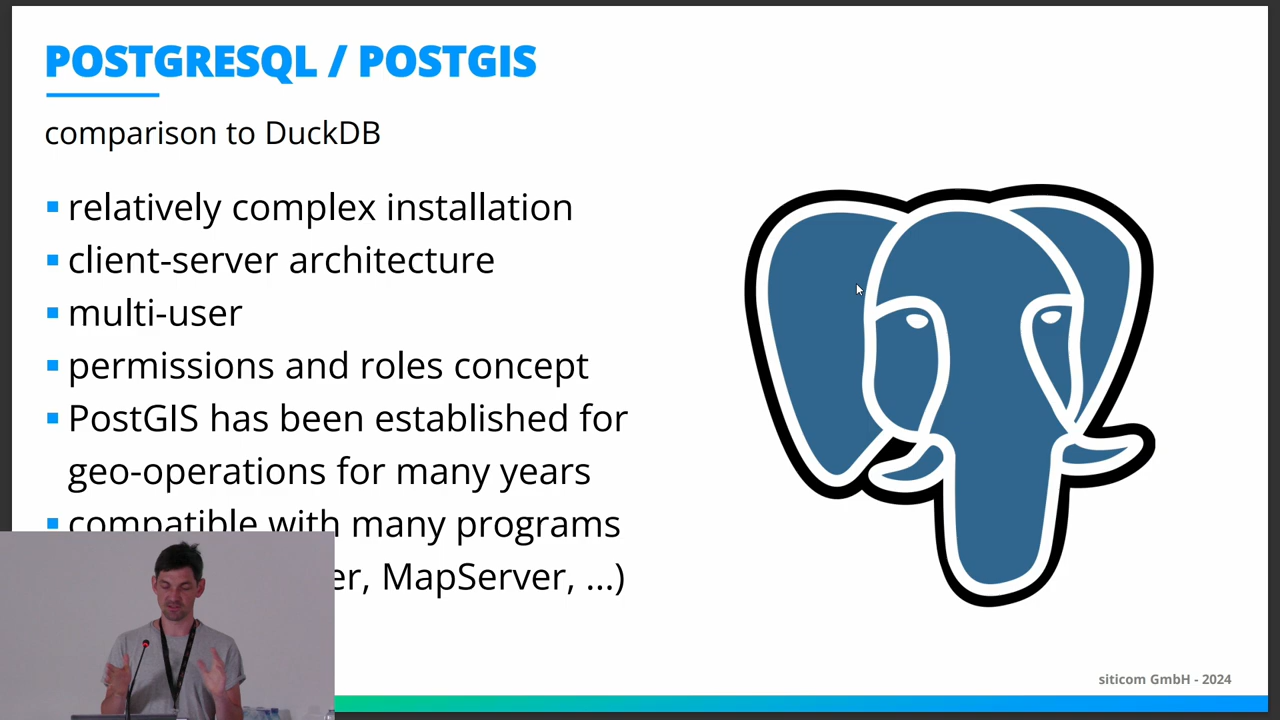 POSTGRESQL / POSTGIS
comparison to DuckDB
relatively complex installation
client-server architecture
multi-user
permissions and roles concept
PostGIS has been established for
geo-operations for many years
compatible with many programs
MapServer, ...)
siticom GmbH - 2024